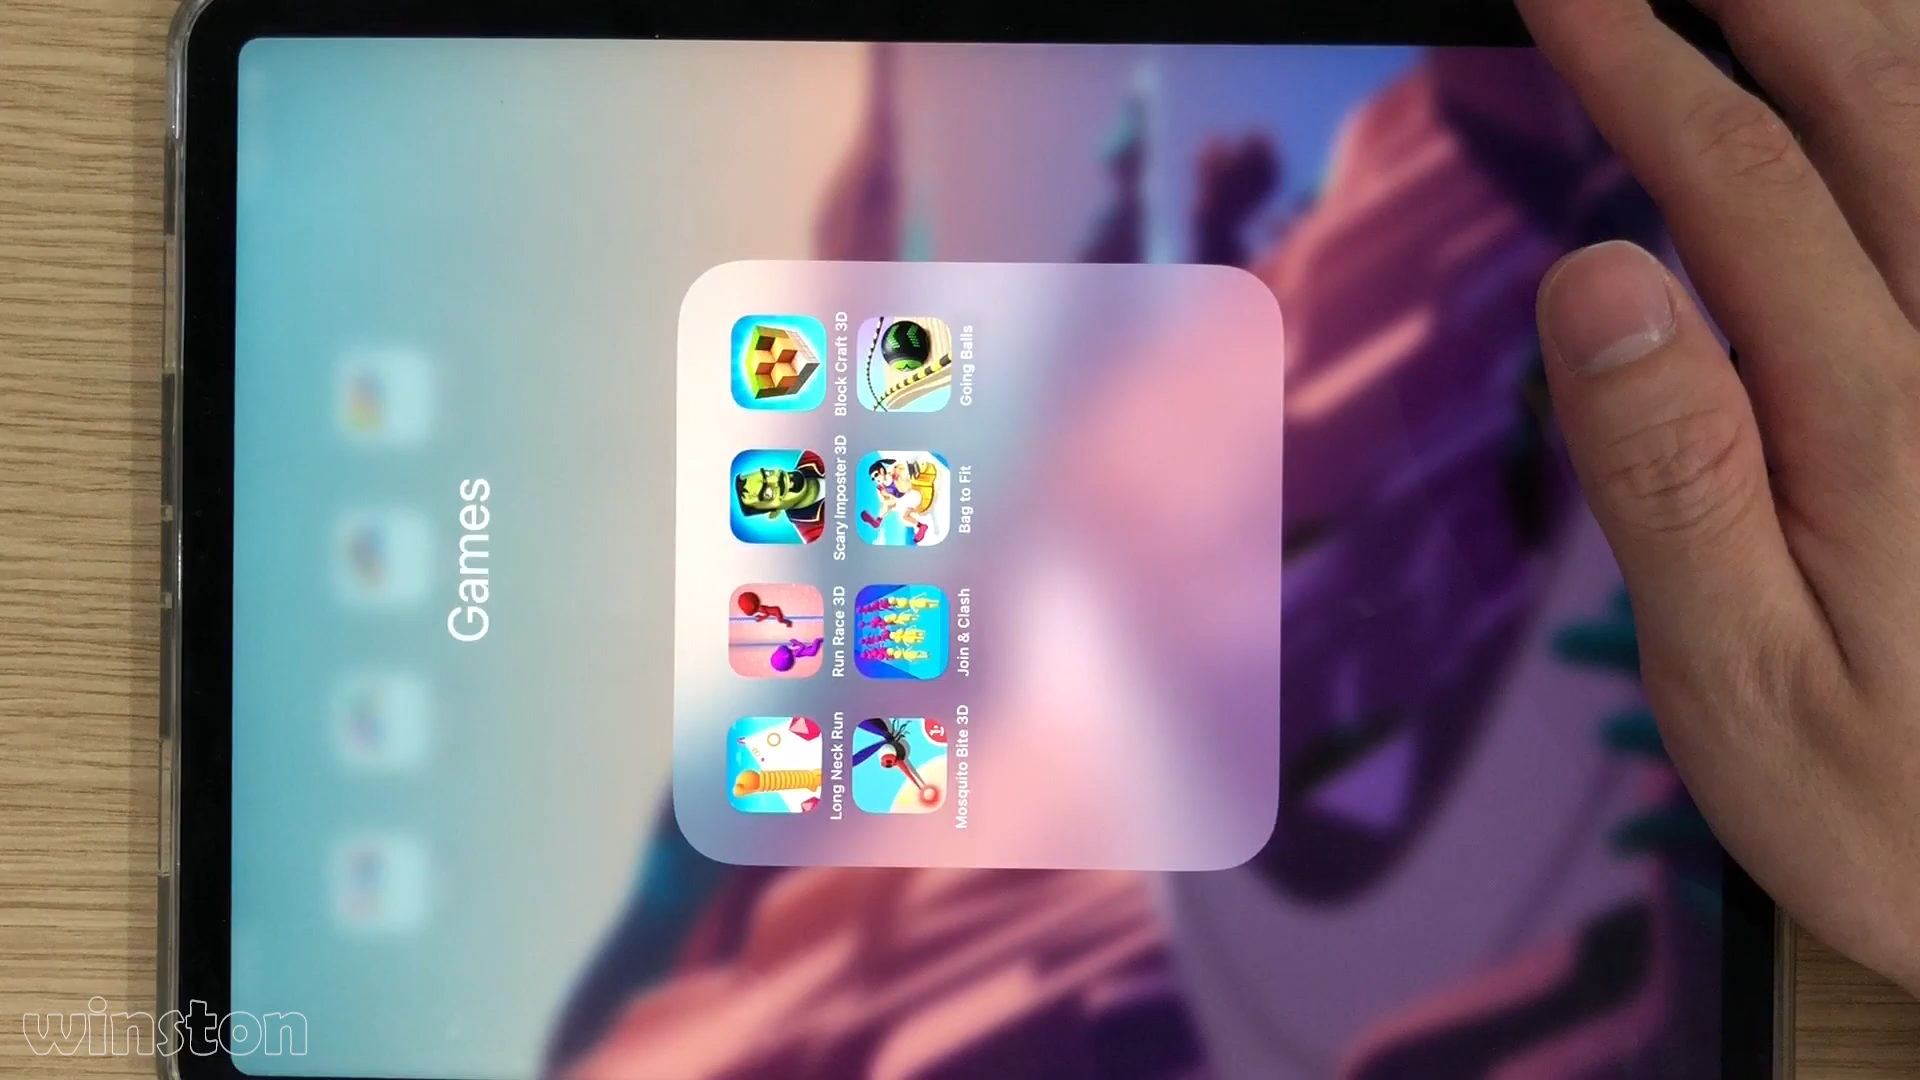 Games
Long Neck Run
Run Race 3D
Scary Imposter 3D
Block Craft 3D
Mosquito Bite 3D
Join & Clash
Bag to Fit
Going Balls
winston